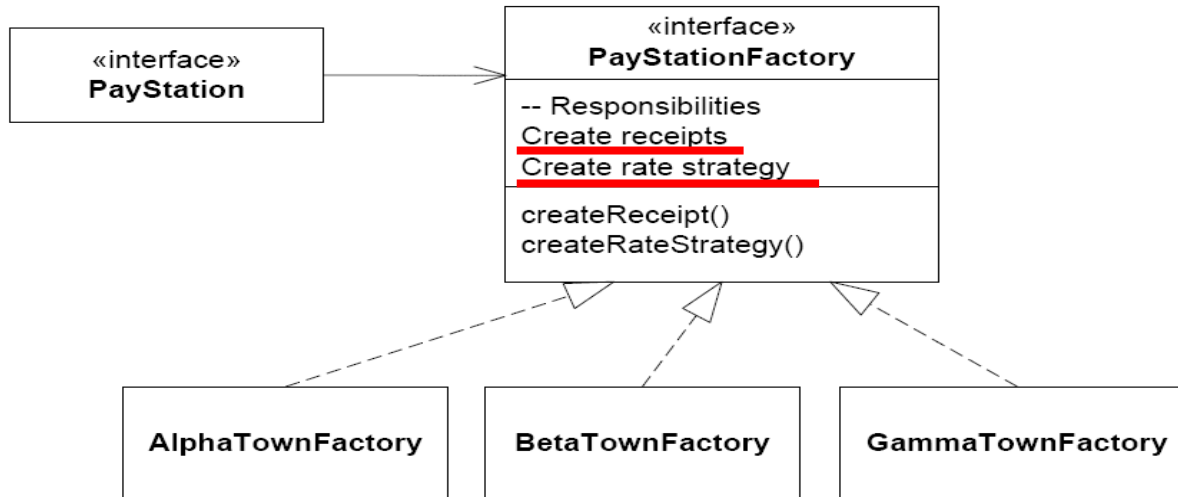 «interface»
PayStation
«interface»
PayStationFactory
-- Responsibilities
Create receipts
Create rate strategy
createReceipt()
createRateStrategy()
AlphaTownFactory
BetaTownFactory
GammaTownFactory